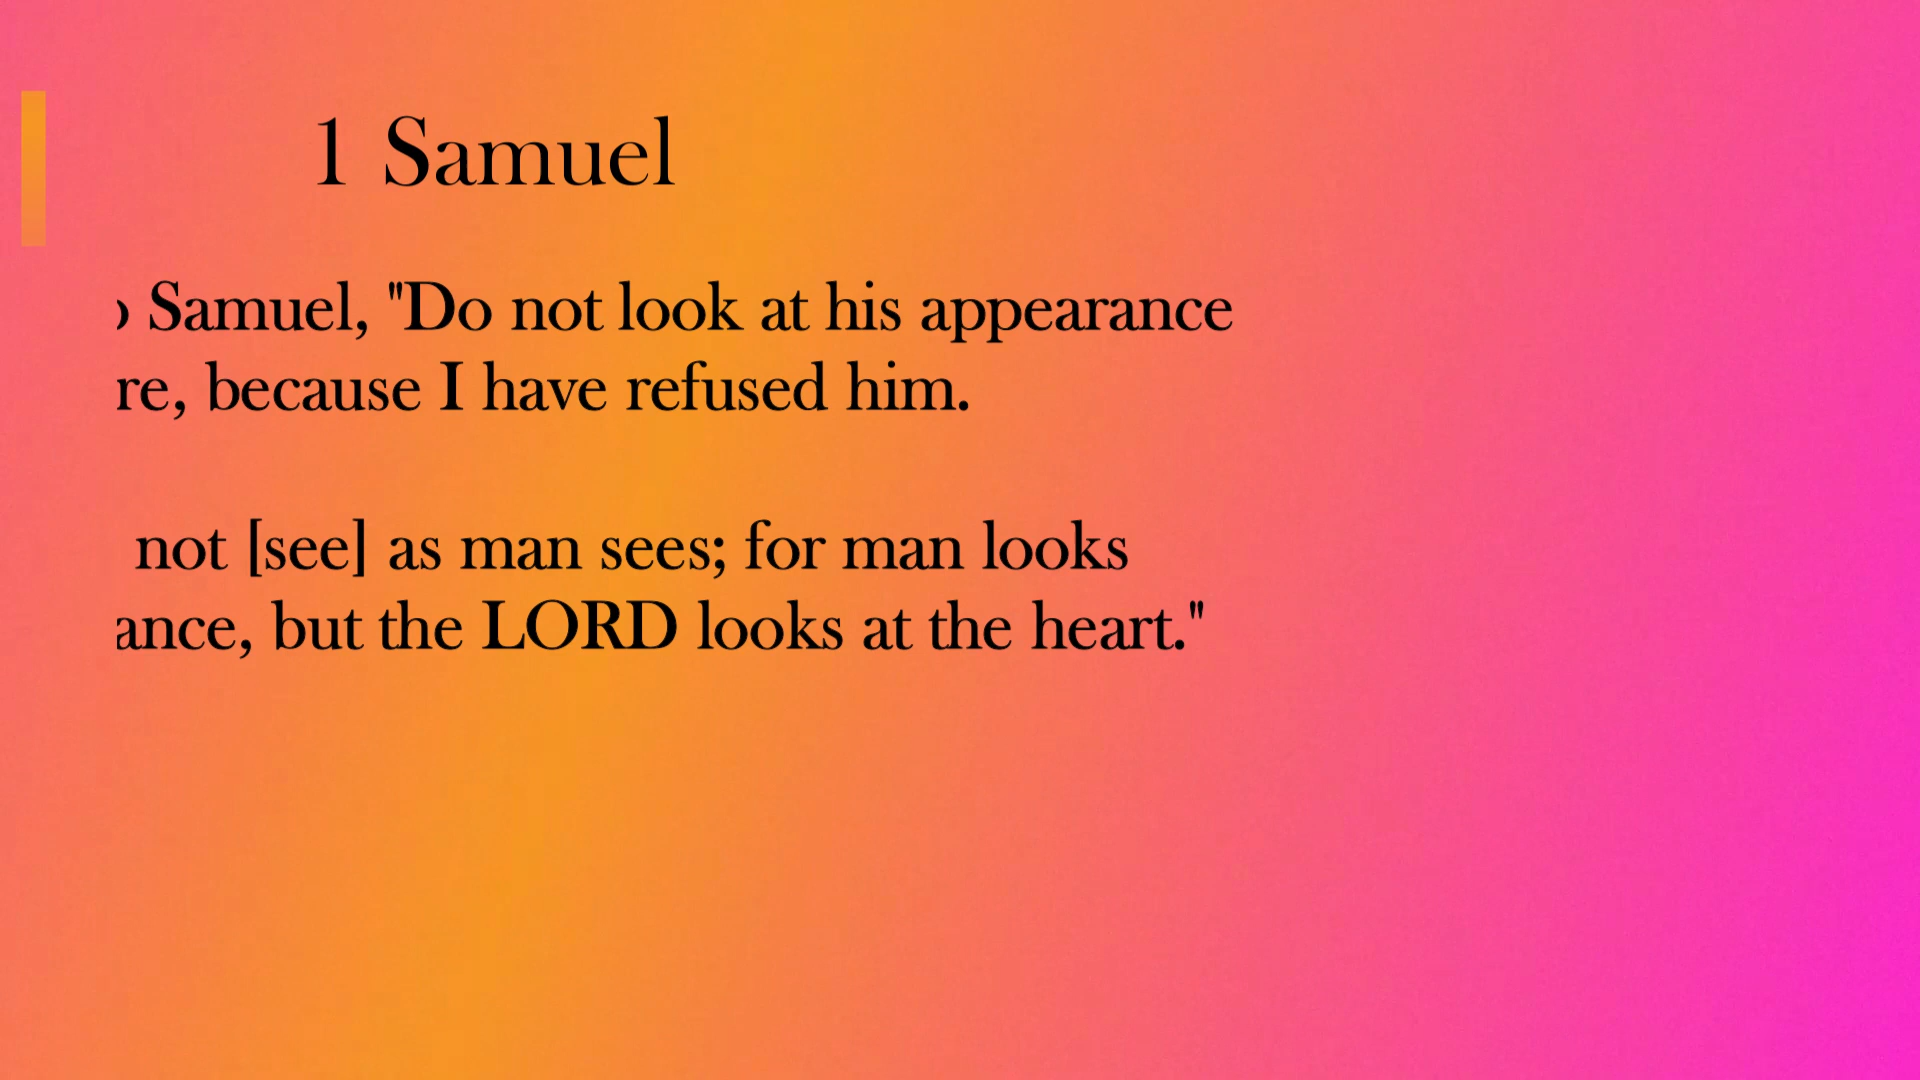 1 Samuel
Samuel, "Do not look at his appearance
re, because I have refused him.
not [see] as man sees; for man looks
ance, but the LORD looks at the heart."